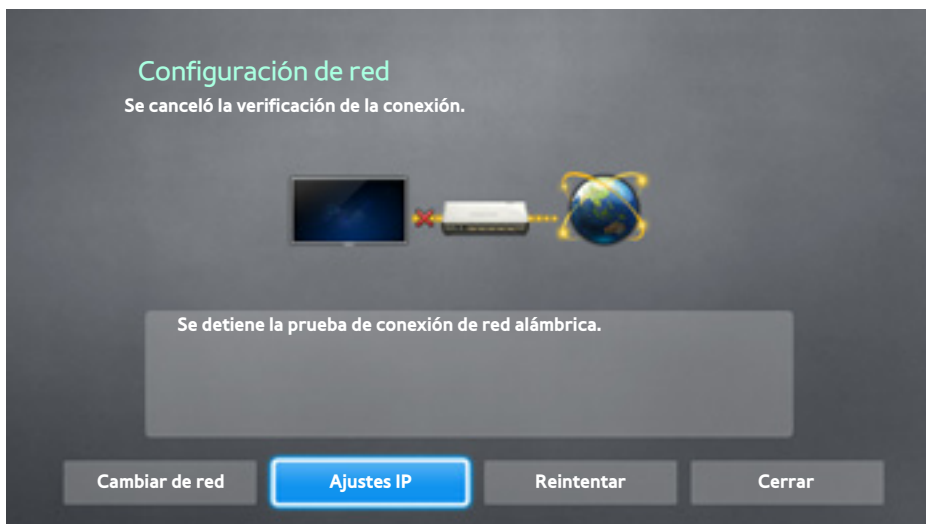 Configuración de red
Se canceló la verificación de la conexión.
Se detiene la prueba de conexión de red alámbrica.
Cambiar de red
Ajustes IP
Reintentar
Cerrar